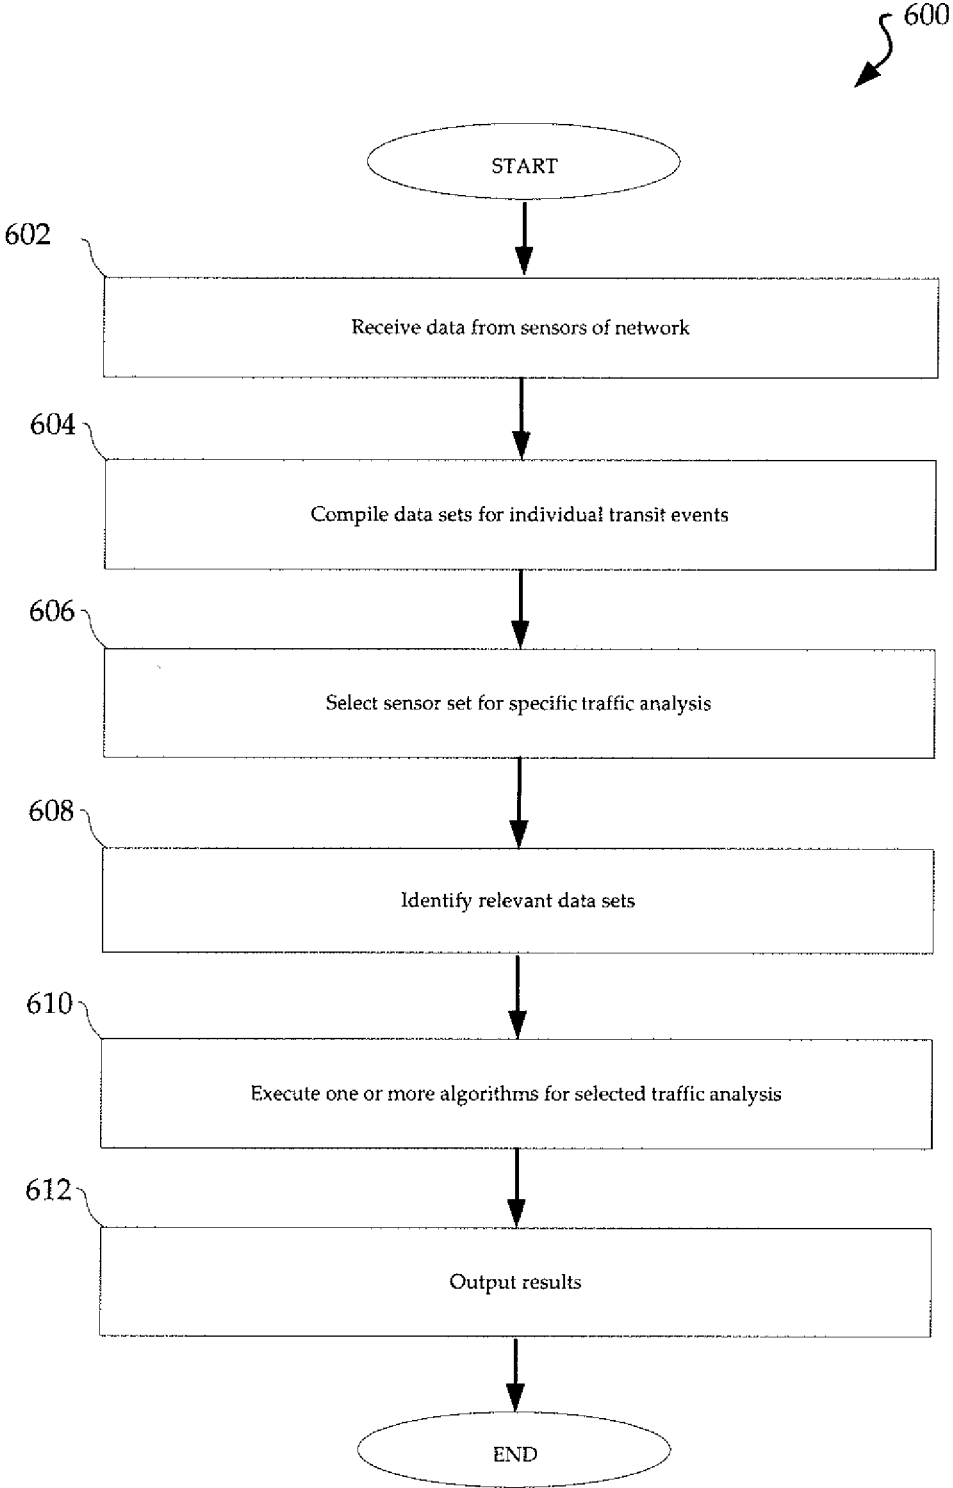 600
START
602
Receive data from sensors of network
604
Compile data sets for individual transit events
606
Select sensor set for specific traffic analysis
608
Identify relevant data sets
610
Execute one or more algorithms for selected traffic analysis
612
Output results
END